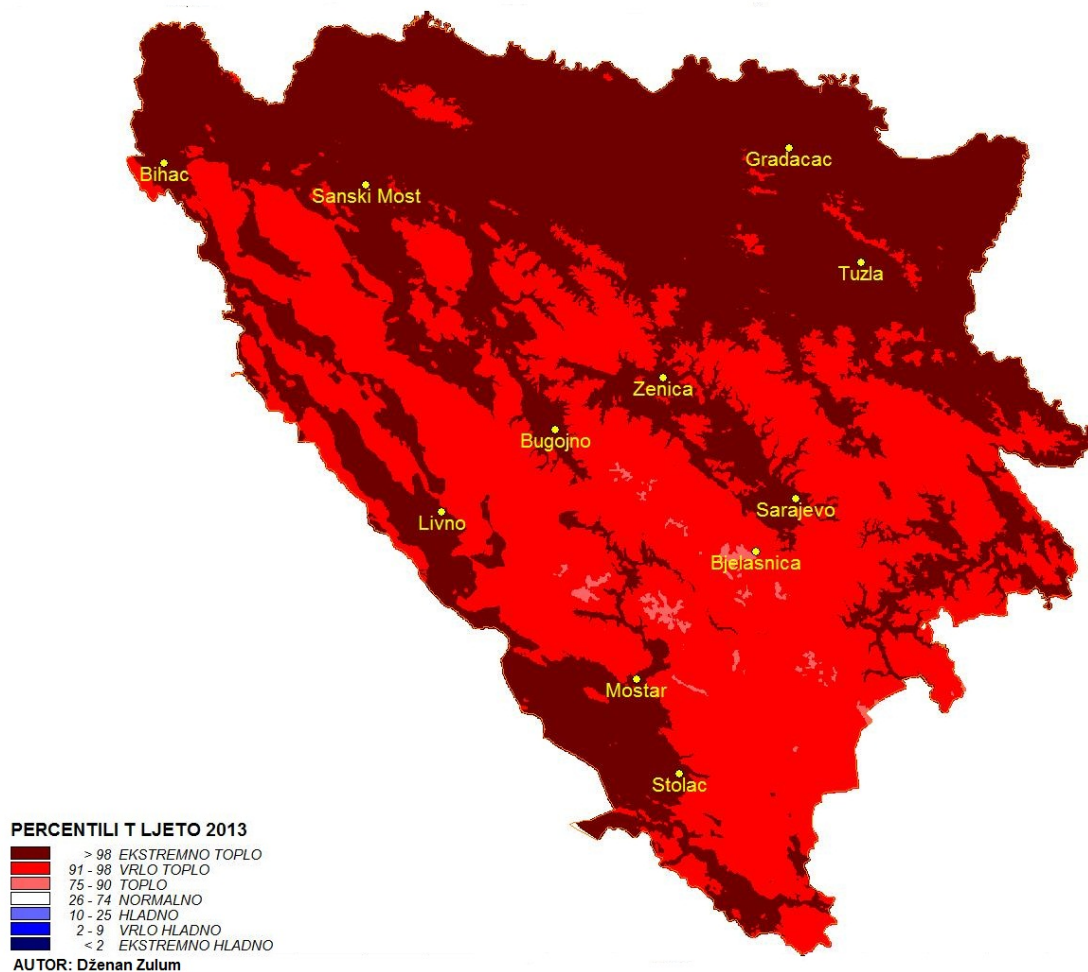 Gradacac
Bihac
Sanski Most
Tuzla
Zenica
Bugojno
Sarajevo
Livno
Bjelasnica
Mostar
Stolac
PERCENTILI T LJETO 2013
> 98 EKSTREMNO TOPLO
91 - 98 VRLO TOPLO
75 - 90 TOPLO
26 - 74 NORMALNO
10 - 25 HLADNO
2 - 9 VRLO HLADNO
< 2 EKSTREMNO HLADNO
AUTOR: Dženan Zulum